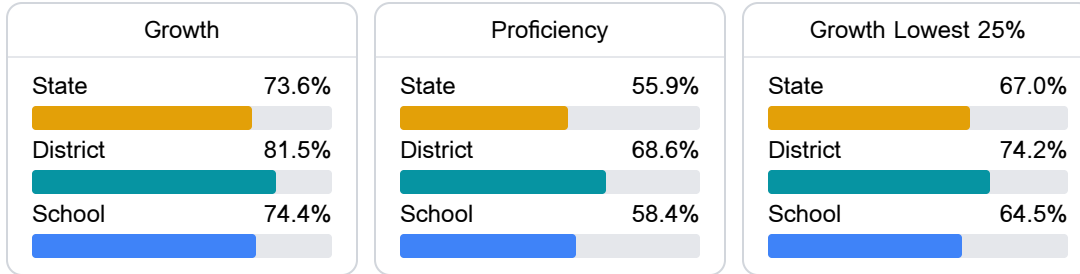 Growth
State 73.6%
District 81.5%
School 74.4%
Proficiency
State 55.9%
District 68.6%
School 58.4%
Growth Lowest 25%
State 67.0%
District 74.2%
School 64.5%